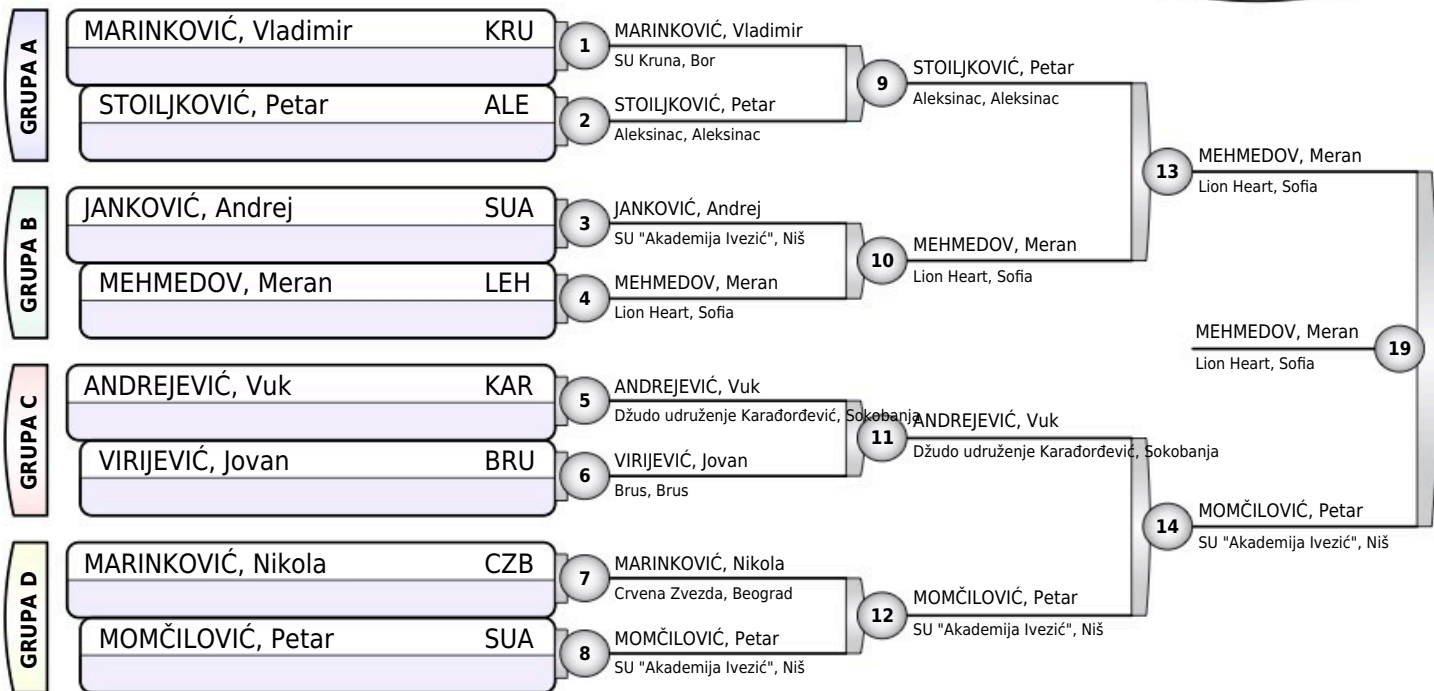 GRUPA A
MARINKOVIĆ, Vladimir KRU
STOILJKOVIĆ, Petar ALE
1
MARINKOVIĆ, Vladimir
SU Kruna, Bor
2
STOILJKOVIĆ, Petar
Aleksinac, Aleksinac
9
STOILJKOVIĆ, Petar
Aleksinac, Aleksinac
GRUPA B
JANKOVIĆ, Andrej SUA
MEHMEDOV, Meran LEH
3
JANKOVIĆ, Andrej
SU "Akademija Ivezić", Niš
4
MEHMEDOV, Meran
Lion Heart, Sofia
10
MEHMEDOV, Meran
Lion Heart, Sofia
13
MEHMEDOV, Meran
Lion Heart, Sofia
GRUPA C
ANDREJEVIĆ, Vuk KAR
VIRIJEVIĆ, Jovan BRU
5
ANDREJEVIĆ, Vuk
Džudo udruženje Karađorđević, Sokobanja
6
VIRIJEVIĆ, Jovan
Brus, Brus
11
ANDREJEVIĆ, Vuk
Džudo udruženje Karađorđević, Sokobanja
GRUPA D
MARINKOVIĆ, Nikola CZB
MOMČILOVIĆ, Petar SUA
7
MARINKOVIĆ, Nikola
Crvena Zvezda, Beograd
8
MOMČILOVIĆ, Petar
SU "Akademija Ivezić", Niš
12
MOMČILOVIĆ, Petar
SU "Akademija Ivezić", Niš
14
MOMČILOVIĆ, Petar
SU "Akademija Ivezić", Niš
MEHMEDOV, Meran
Lion Heart, Sofia
19